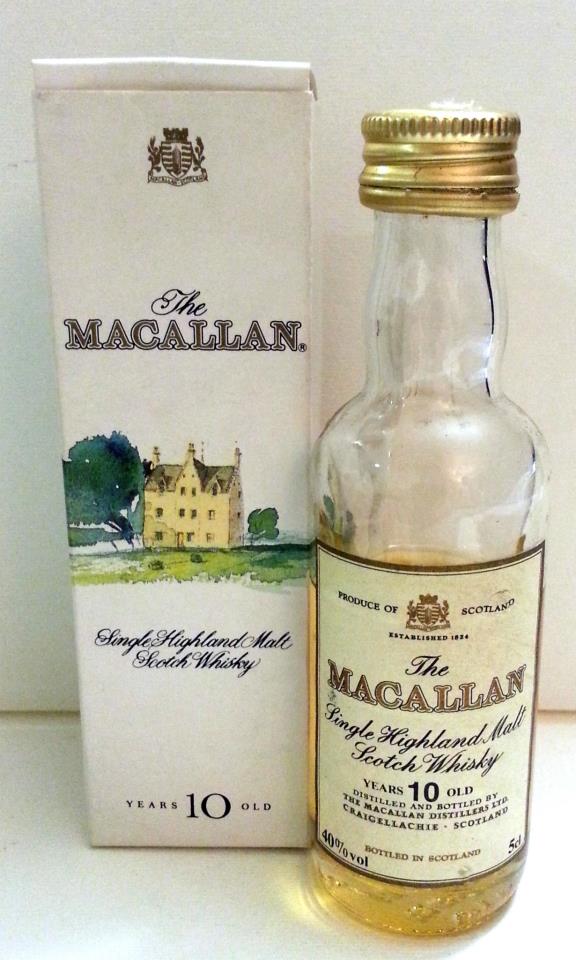 The
MACALLAN®
Single Highland Malt
Scotch Whisky
YEARS 10 OLD
PRODUCE OF SCOTLAND
ESTABLISHED 1824
The
MACALLAN
Single Highland Malt
Scotch Whisky
YEARS 10 OLD
DISTILLED AND BOTTLED BY
THE MACALLAN DISTILLERS LTD.
CRAIGELLACHIE · SCOTLAND
40% vol
BOTTLED IN SCOTLAND
5cl